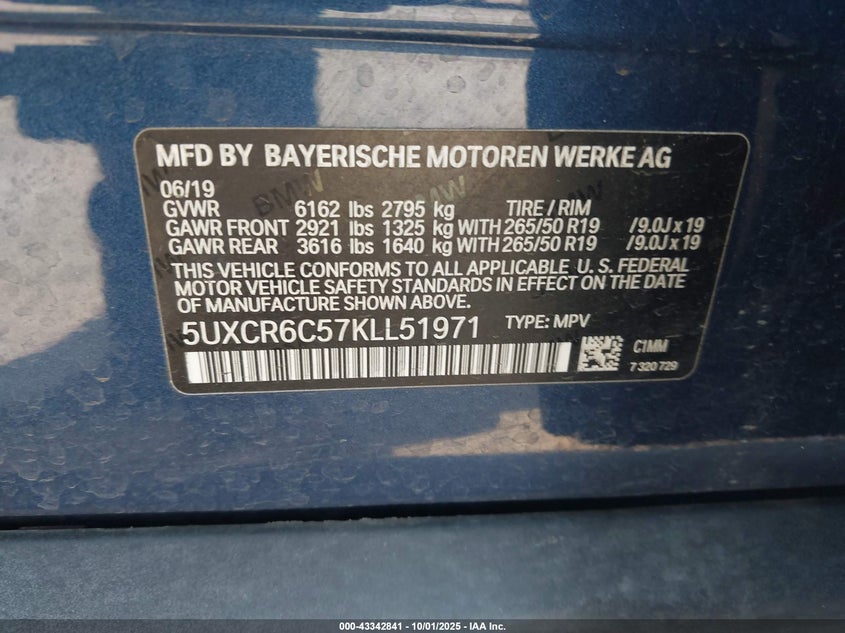 MFD BY BAYERISCHE MOTOREN WERKE AG
06/19
GVWR 6162 lbs 2795 kg TIRE / RIM
GAWR FRONT 2921 lbs 1325 kg WITH 265/50 R19 /9.0J x 19
GAWR REAR 3616 lbs 1640 kg WITH 265/50 R19 /9.0J x 19
THIS VEHICLE CONFORMS TO ALL APPLICABLE U. S. FEDERAL
MOTOR VEHICLE SAFETY STANDARDS IN EFFECT ON THE DATE
OF MANUFACTURE SHOWN ABOVE.
5UXCR6C57KLL51971 TYPE: MPV
C1MM
7 320 729
000-43342841 - 10/01/2025 - IAA Inc.